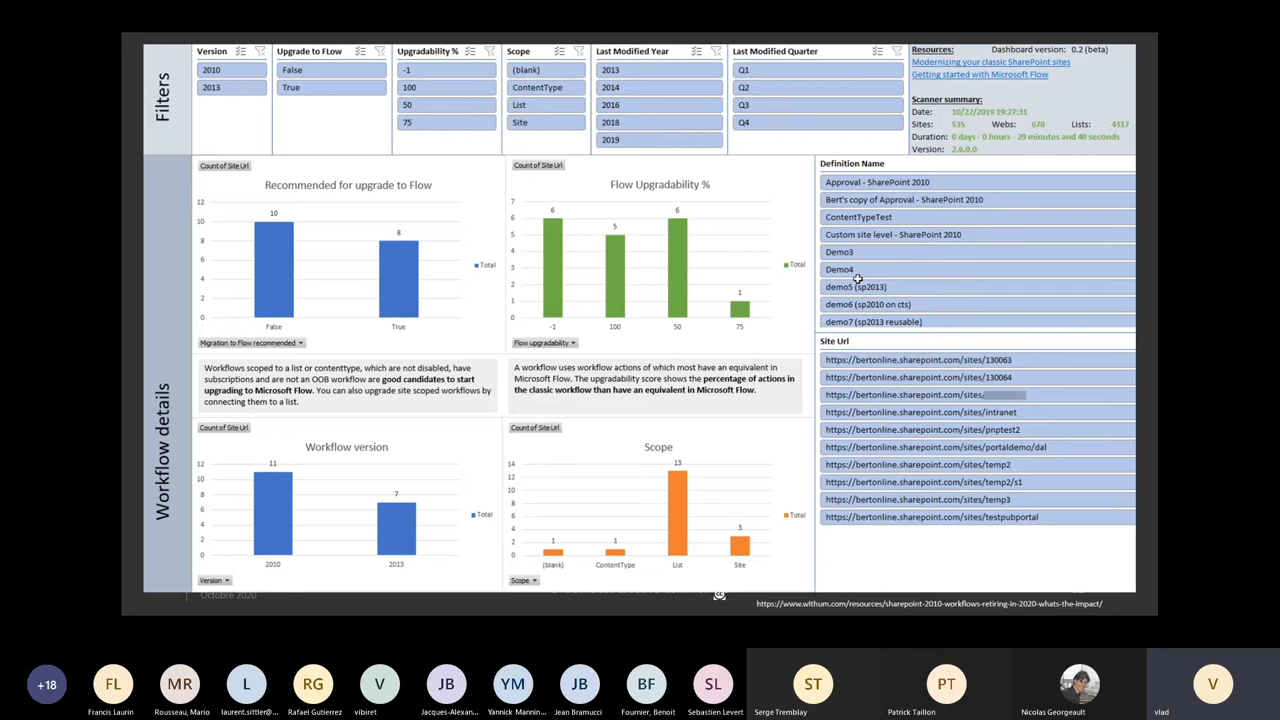 Filters
Version
2010
2013
Upgrade to FLow
False
True
Upgradability %
-1
100
50
75
Scope
(blank)
ContentType
List
Site
Last Modified Year
2013
2014
2016
2018
2019
Last Modified Quarter
Q1
Q2
Q3
Q4
Resources: Dashboard version: 0.2 (beta)
Modernizing your classic SharePoint sites
Getting started with Microsoft Flow
Scanner summary:
Date: 10/22/2019 19:27:31
Sites: 535 Webs: 670 Lists: 4317
Duration: 0 days - 0 hours - 29 minutes and 40 seconds
Version: 2.6.0.0
Workflow details
Count of Site Url
Recommended for upgrade to Flow
12
10
8
6
4
2
0
10
8
False
True
Total
Migration to Flow recommended
Workflows scoped to a list or contenttype, which are not disabled, have
subscriptions and are not an OOB workflow are good candidates to start
upgrading to Microsoft Flow. You can also upgrade site scoped workflows by
connecting them to a list.
Count of Site Url
Flow Upgradability %
7
6
5
4
3
2
1
0
6
5
6
1
-1
100
50
75
Total
Flow upgradability
A workflow uses workflow actions of which most have an equivalent in
Microsoft Flow. The upgradability score shows the percentage of actions in
the classic workflow than have an equivalent in Microsoft Flow.
Count of Site Url
Workflow version
12
10
8
6
4
2
0
11
7
2010
2013
Total
Version
Count of Site Url
Scope
14
12
10
8
6
4
2
0
1
1
13
3
(blank)
ContentType
List
Site
Total
Scope
Definition Name
Approval - SharePoint 2010
Bert's copy of Approval - SharePoint 2010
ContentTypeTest
Custom site level - SharePoint 2010
Demo3
Demo4
demo5 (sp2013)
demo6 (sp2010 on cts)
demo7 (sp2013 reusable)
Site Url
https://bertonline.sharepoint.com/sites/130063
https://bertonline.sharepoint.com/sites/130064
https://bertonline.sharepoint.com/sites/
https://bertonline.sharepoint.com/sites/intranet
https://bertonline.sharepoint.com/sites/pnptest2
https://bertonline.sharepoint.com/sites/portaldemo/dal
https://bertonline.sharepoint.com/sites/temp2
https://bertonline.sharepoint.com/sites/temp2/s1
https://bertonline.sharepoint.com/sites/temp3
https://bertonline.sharepoint.com/sites/testpubportal
Octobre 2020
https://www.withum.com/resources/sharepoint-2010-workflows-retiring-in-2020-whats-the-impact/
+18
FL
Francis Laurin
MR
Rousseau, Mario
L
laurent.sittler@...
RG
Rafael Gutierrez
V
vibiret
JB
Jacques-Alexan...
YM
Yannick Mannin...
JB
Jean Bramucci
BF
Fournier, Benoit
SL
Sebastien Levert
ST
Serge Tremblay
PT
Patrick Taillon
Nicolas Georgeault
V
vlad